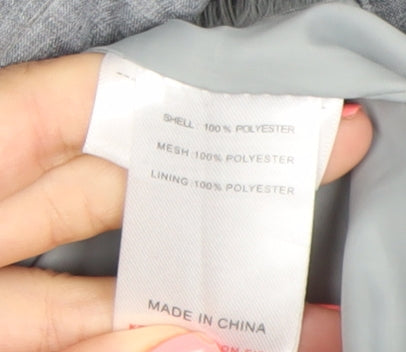 SHELL 100% POLYESTER
MESH 100% POLYESTER
LINING 100% POLYESTER
MADE IN CHINA